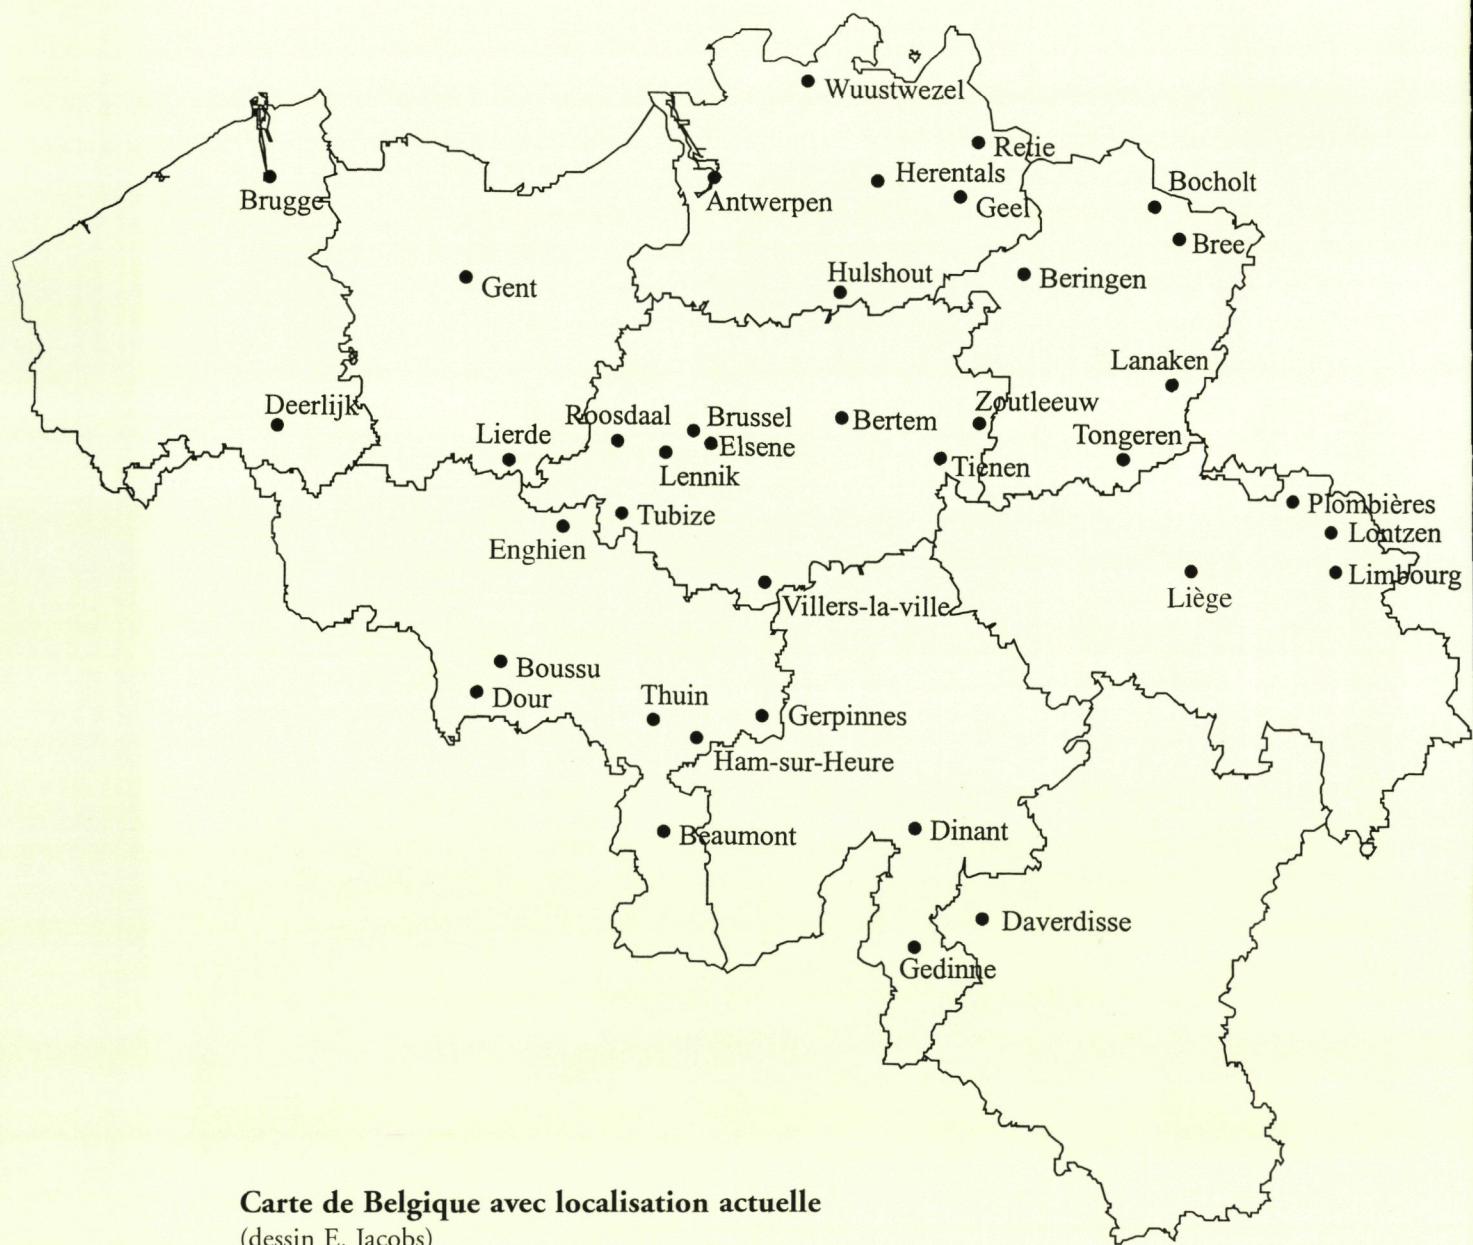 Wuustwezel
Retie
Herentals
Bocholt
Brugge
Antwerpen
Geel
Bree
Gent
Hulshout
Beringen
Lanaken
Deerlijk
Roosdaal
Brussel
Bertem
Zoutleeuw
Lierde
Elsene
Tongeren
Lennik
Tienen
Tubize
Plombières
Enghien
Lontzen
Limbourg
Liège
Villers-la-ville
Boussu
Dour
Thuin
Gerpinnes
Ham-sur-Heure
Beaumont
Dinant
Daverdisse
Gedinne
Carte de Belgique avec localisation actuelle
(dessin E. Jacobs)